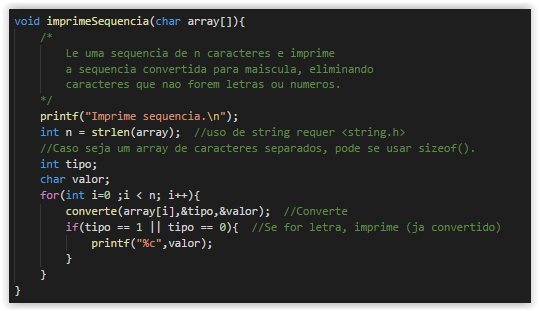 void imprimeSequencia(char array[]){
/*
Le uma sequencia de n caracteres e imprime
a sequencia convertida para maiscula, eliminando
caracteres que nao forem letras ou numeros.
*/
printf("Imprime sequencia.\n");
int n = strlen(array);  //uso de string requer <string.h>
//Caso seja um array de caracteres separados, pode se usar sizeof().
int tipo;
char valor;
for(int i=0 ;i < n; i++){
converte(array[i],&tipo,&valor);  //Converte
if(tipo == 1 || tipo == 0){  //Se for letra, imprime (ja convertido)
printf("%c",valor);
}
}
}